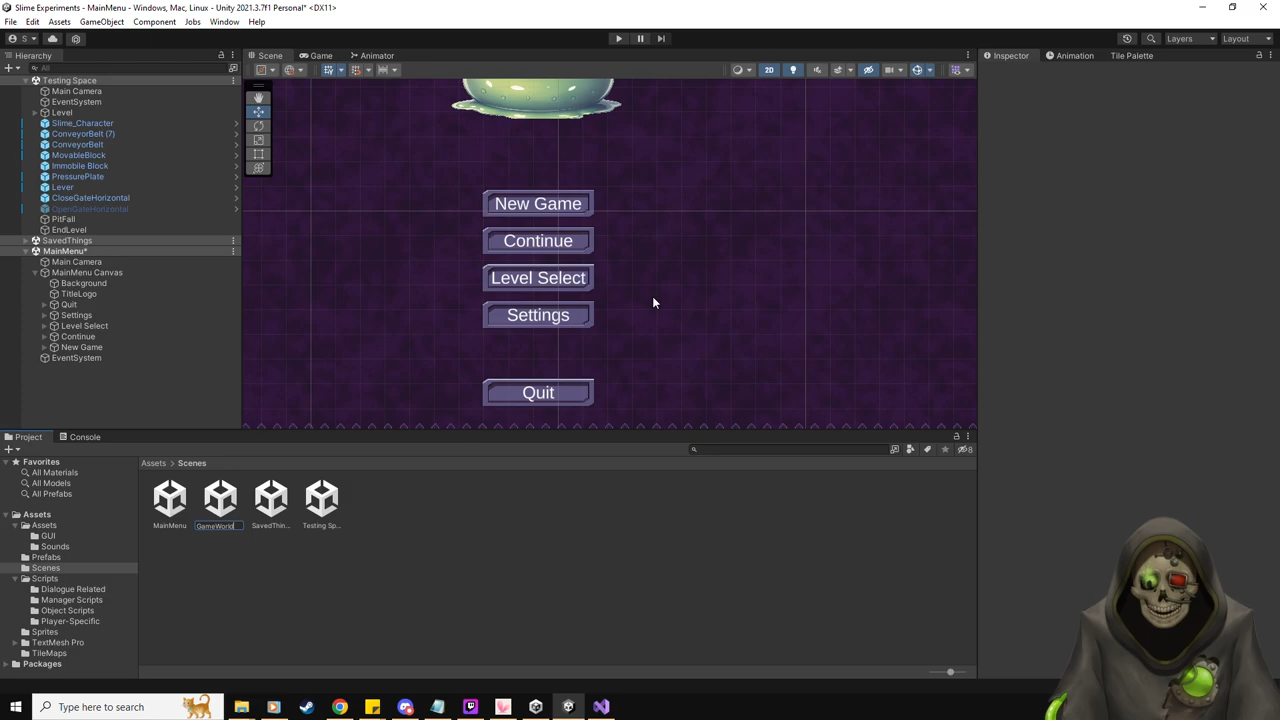 Slime Experiments - MainMenu - Windows, Mac, Linux - Unity 2021.3.7f1 Personal* <DX11>
File Edit Assets GameObject Component Jobs Window Help
S Layers Layout
Hierarchy Scene Game Animator Inspector Animation Tile Palette
All 2D
Testing Space
Main Camera
EventSystem
Level
Slime_Character
ConveyorBelt (7)
ConveyorBelt
MovableBlock
Immobile Block
PressurePlate
Lever
CloseGateHorizontal
OpenGateHorizontal
PitFall
EndLevel
SavedThings
MainMenu*
Main Camera
MainMenu Canvas
Background
TitleLogo
Quit
Settings
Level Select
Continue
New Game
EventSystem
New Game
Continue
Level Select
Settings
Quit
Project Console
8
Favorites
All Materials
All Models
All Prefabs
Assets
Assets
GUI
Sounds
Prefabs
Scenes
Scripts
Dialogue Related
Manager Scripts
Object Scripts
Player-Specific
Sprites
TextMesh Pro
TileMaps
Packages
Assets > Scenes
MainMenu GameWorld SavedThin... Testing Sp...
Type here to search